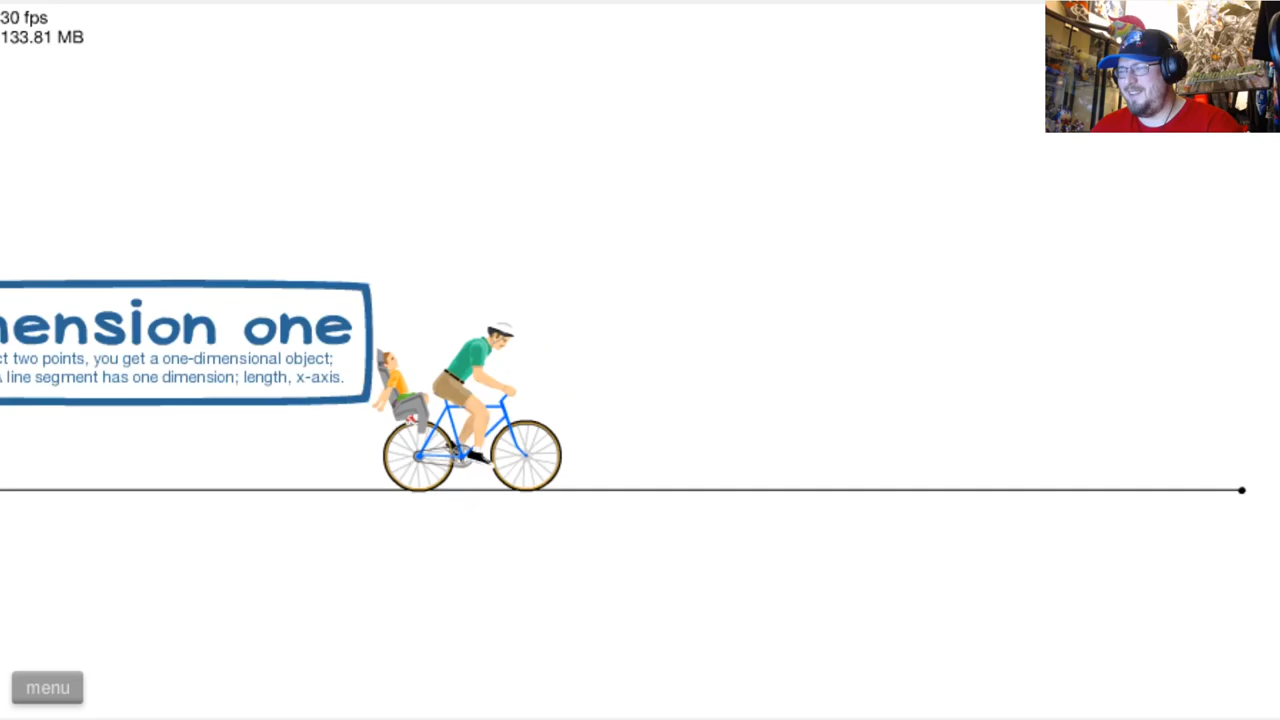 30 fps
133.81 MB
mension one
ct two points, you get a one-dimensional object;
A line segment has one dimension; length, x-axis.
menu